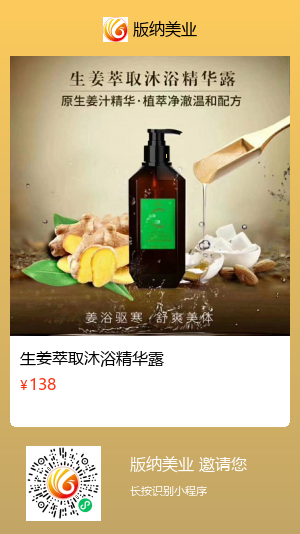 版纳美业
生姜萃取沐浴精华露
原生姜汁精华·植萃净澈温和配方
姜浴驱寒·舒爽美体
生姜萃取沐浴精华露
¥138
版纳美业 邀请您
长按识别小程序